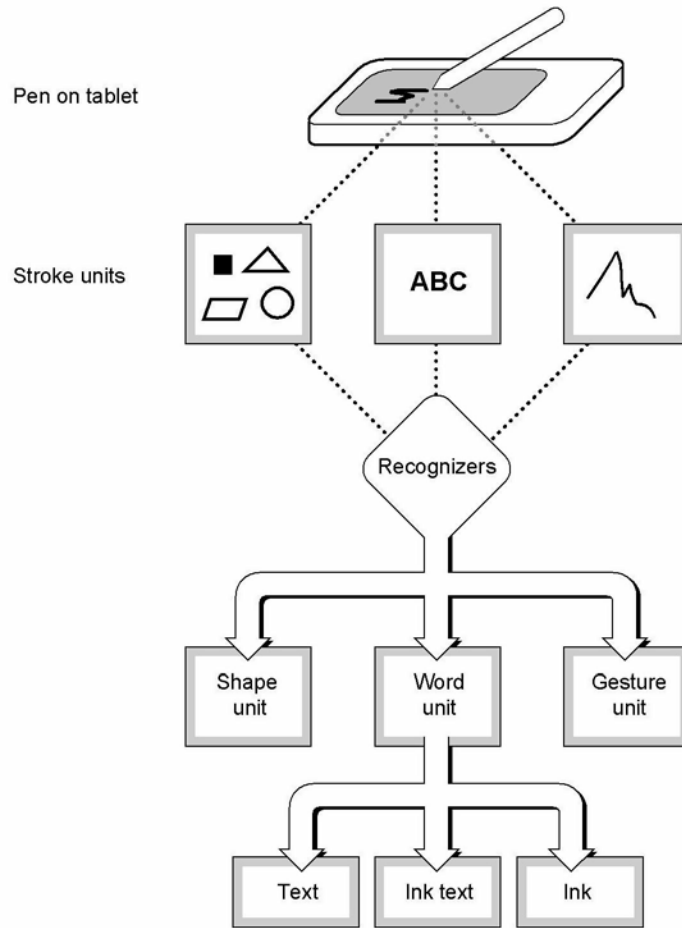 Pen on tablet
Stroke units
ABC
Recognizers
Shape
unit
Word
unit
Gesture
unit
Text
Ink text
Ink